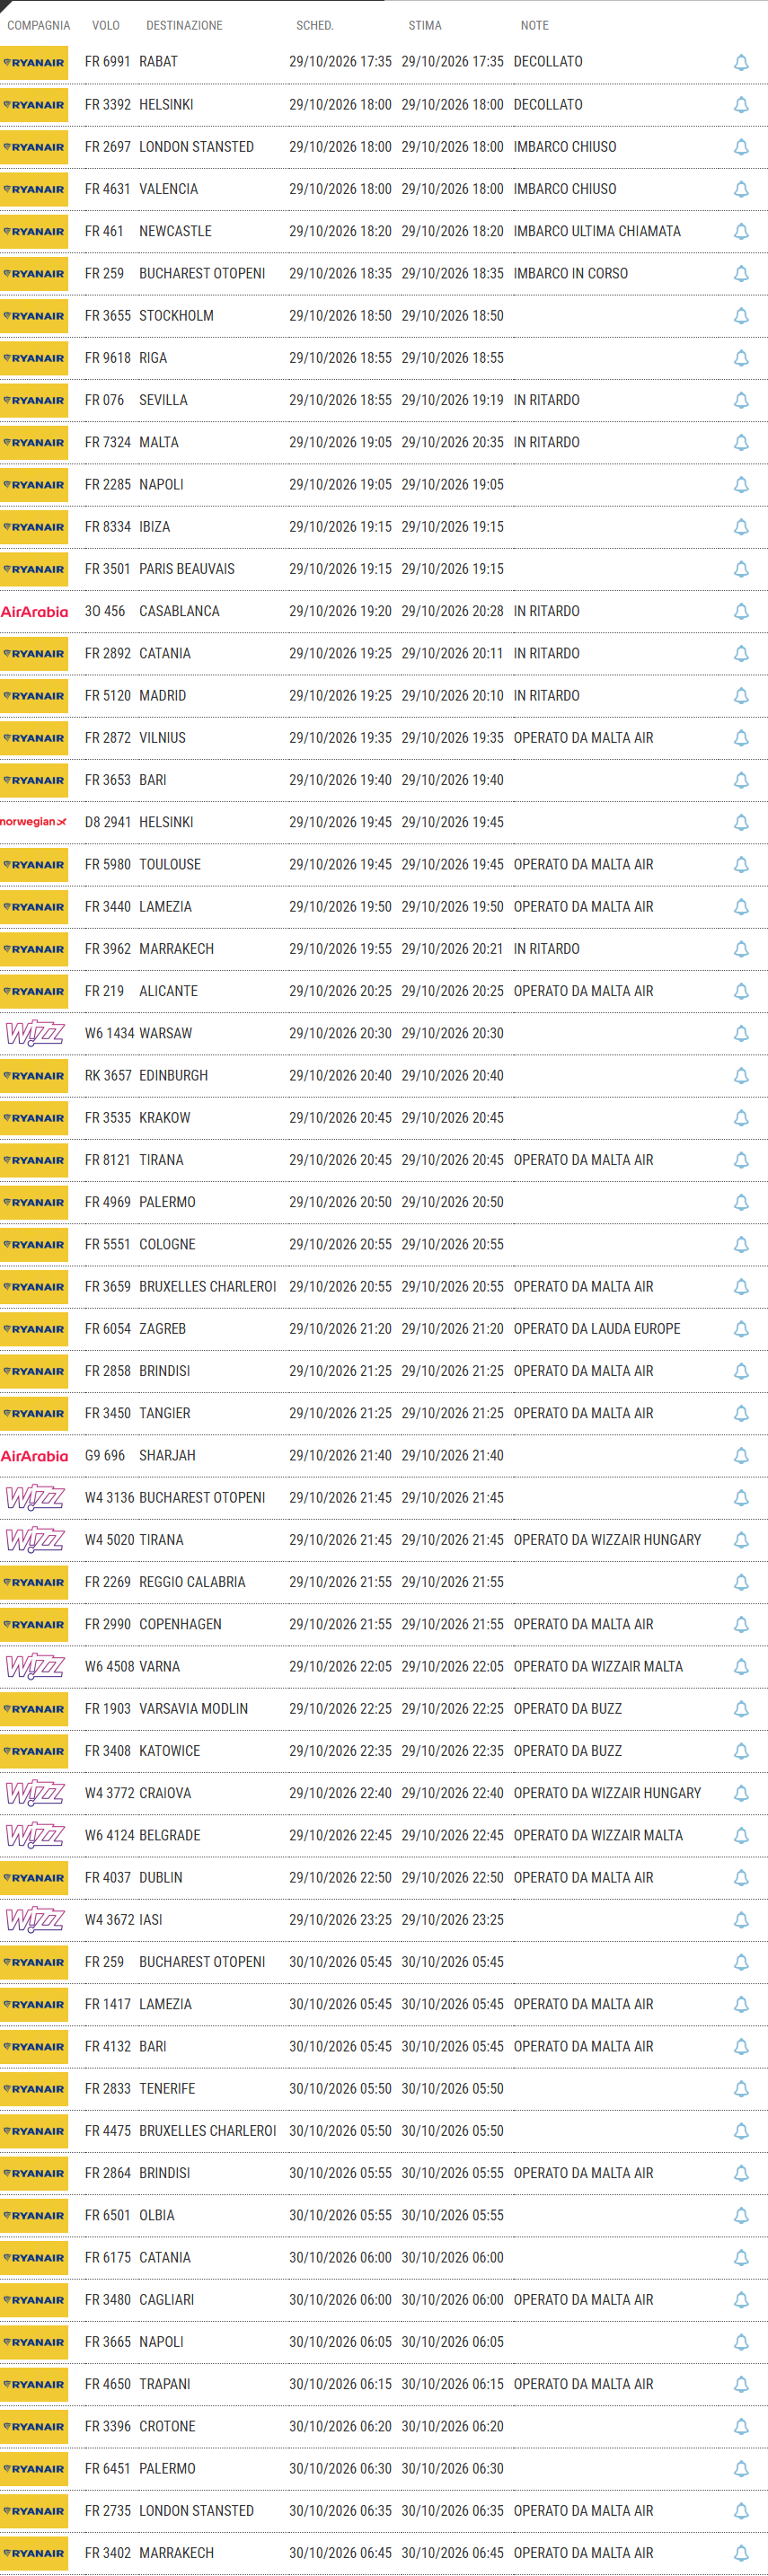 COMPAGNIA VOLO DESTINAZIONE SCHED. STIMA NOTE
RYANAIR FR 6991 RABAT 29/10/2026 17:35 29/10/2026 17:35 DECOLLATO
RYANAIR FR 3392 HELSINKI 29/10/2026 18:00 29/10/2026 18:00 DECOLLATO
RYANAIR FR 2697 LONDON STANSTED 29/10/2026 18:00 29/10/2026 18:00 IMBARCO CHIUSO
RYANAIR FR 4631 VALENCIA 29/10/2026 18:00 29/10/2026 18:00 IMBARCO CHIUSO
RYANAIR FR 461 NEWCASTLE 29/10/2026 18:20 29/10/2026 18:20 IMBARCO ULTIMA CHIAMATA
RYANAIR FR 259 BUCHAREST OTOPENI 29/10/2026 18:35 29/10/2026 18:35 IMBARCO IN CORSO
RYANAIR FR 3655 STOCKHOLM 29/10/2026 18:50 29/10/2026 18:50
RYANAIR FR 9618 RIGA 29/10/2026 18:55 29/10/2026 18:55
RYANAIR FR 076 SEVILLA 29/10/2026 18:55 29/10/2026 19:19 IN RITARDO
RYANAIR FR 7324 MALTA 29/10/2026 19:05 29/10/2026 20:35 IN RITARDO
RYANAIR FR 2285 NAPOLI 29/10/2026 19:05 29/10/2026 19:05
RYANAIR FR 8334 IBIZA 29/10/2026 19:15 29/10/2026 19:15
RYANAIR FR 3501 PARIS BEAUVAIS 29/10/2026 19:15 29/10/2026 19:15
AirArabia 3O 456 CASABLANCA 29/10/2026 19:20 29/10/2026 20:28 IN RITARDO
RYANAIR FR 2892 CATANIA 29/10/2026 19:25 29/10/2026 20:11 IN RITARDO
RYANAIR FR 5120 MADRID 29/10/2026 19:25 29/10/2026 20:10 IN RITARDO
RYANAIR FR 2872 VILNIUS 29/10/2026 19:35 29/10/2026 19:35 OPERATO DA MALTA AIR
RYANAIR FR 3653 BARI 29/10/2026 19:40 29/10/2026 19:40
norwegian D8 2941 HELSINKI 29/10/2026 19:45 29/10/2026 19:45
RYANAIR FR 5980 TOULOUSE 29/10/2026 19:45 29/10/2026 19:45 OPERATO DA MALTA AIR
RYANAIR FR 3440 LAMEZIA 29/10/2026 19:50 29/10/2026 19:50 OPERATO DA MALTA AIR
RYANAIR FR 3962 MARRAKECH 29/10/2026 19:55 29/10/2026 20:21 IN RITARDO
RYANAIR FR 219 ALICANTE 29/10/2026 20:25 29/10/2026 20:25 OPERATO DA MALTA AIR
WIZZ W6 1434 WARSAW 29/10/2026 20:30 29/10/2026 20:30
RYANAIR RK 3657 EDINBURGH 29/10/2026 20:40 29/10/2026 20:40
RYANAIR FR 3535 KRAKOW 29/10/2026 20:45 29/10/2026 20:45
RYANAIR FR 8121 TIRANA 29/10/2026 20:45 29/10/2026 20:45 OPERATO DA MALTA AIR
RYANAIR FR 4969 PALERMO 29/10/2026 20:50 29/10/2026 20:50
RYANAIR FR 5551 COLOGNE 29/10/2026 20:55 29/10/2026 20:55
RYANAIR FR 3659 BRUXELLES CHARLEROI 29/10/2026 20:55 29/10/2026 20:55 OPERATO DA MALTA AIR
RYANAIR FR 6054 ZAGREB 29/10/2026 21:20 29/10/2026 21:20 OPERATO DA LAUDA EUROPE
RYANAIR FR 2858 BRINDISI 29/10/2026 21:25 29/10/2026 21:25 OPERATO DA MALTA AIR
RYANAIR FR 3450 TANGIER 29/10/2026 21:25 29/10/2026 21:25 OPERATO DA MALTA AIR
AirArabia G9 696 SHARJAH 29/10/2026 21:40 29/10/2026 21:40
WIZZ W4 3136 BUCHAREST OTOPENI 29/10/2026 21:45 29/10/2026 21:45
WIZZ W4 5020 TIRANA 29/10/2026 21:45 29/10/2026 21:45 OPERATO DA WIZZAIR HUNGARY
RYANAIR FR 2269 REGGIO CALABRIA 29/10/2026 21:55 29/10/2026 21:55
RYANAIR FR 2990 COPENHAGEN 29/10/2026 21:55 29/10/2026 21:55 OPERATO DA MALTA AIR
WIZZ W6 4508 VARNA 29/10/2026 22:05 29/10/2026 22:05 OPERATO DA WIZZAIR MALTA
RYANAIR FR 1903 VARSAVIA MODLIN 29/10/2026 22:25 29/10/2026 22:25 OPERATO DA BUZZ
RYANAIR FR 3408 KATOWICE 29/10/2026 22:35 29/10/2026 22:35 OPERATO DA BUZZ
WIZZ W4 3772 CRAIOVA 29/10/2026 22:40 29/10/2026 22:40 OPERATO DA WIZZAIR HUNGARY
WIZZ W6 4124 BELGRADE 29/10/2026 22:45 29/10/2026 22:45 OPERATO DA WIZZAIR MALTA
RYANAIR FR 4037 DUBLIN 29/10/2026 22:50 29/10/2026 22:50 OPERATO DA MALTA AIR
WIZZ W4 3672 IASI 29/10/2026 23:25 29/10/2026 23:25
RYANAIR FR 259 BUCHAREST OTOPENI 30/10/2026 05:45 30/10/2026 05:45
RYANAIR FR 1417 LAMEZIA 30/10/2026 05:45 30/10/2026 05:45 OPERATO DA MALTA AIR
RYANAIR FR 4132 BARI 30/10/2026 05:45 30/10/2026 05:45 OPERATO DA MALTA AIR
RYANAIR FR 2833 TENERIFE 30/10/2026 05:50 30/10/2026 05:50
RYANAIR FR 4475 BRUXELLES CHARLEROI 30/10/2026 05:50 30/10/2026 05:50
RYANAIR FR 2864 BRINDISI 30/10/2026 05:55 30/10/2026 05:55 OPERATO DA MALTA AIR
RYANAIR FR 6501 OLBIA 30/10/2026 05:55 30/10/2026 05:55
RYANAIR FR 6175 CATANIA 30/10/2026 06:00 30/10/2026 06:00
RYANAIR FR 3480 CAGLIARI 30/10/2026 06:00 30/10/2026 06:00 OPERATO DA MALTA AIR
RYANAIR FR 3665 NAPOLI 30/10/2026 06:05 30/10/2026 06:05
RYANAIR FR 4650 TRAPANI 30/10/2026 06:15 30/10/2026 06:15 OPERATO DA MALTA AIR
RYANAIR FR 3396 CROTONE 30/10/2026 06:20 30/10/2026 06:20
RYANAIR FR 6451 PALERMO 30/10/2026 06:30 30/10/2026 06:30
RYANAIR FR 2735 LONDON STANSTED 30/10/2026 06:35 30/10/2026 06:35 OPERATO DA MALTA AIR
RYANAIR FR 3402 MARRAKECH 30/10/2026 06:45 30/10/2026 06:45 OPERATO DA MALTA AIR